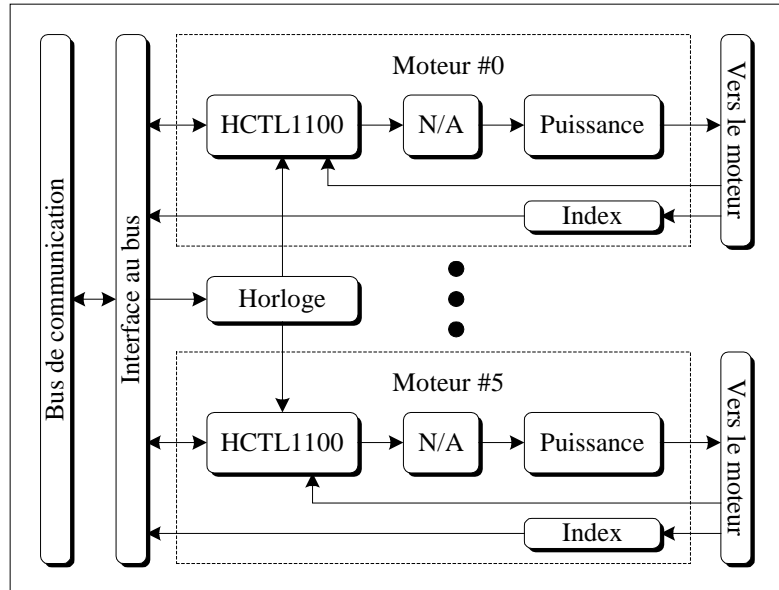 Bus de communication
Interface au bus
Moteur #0
HCTL1100
N/A
Puissance
Vers le moteur
Index
Horloge
Moteur #5
HCTL1100
N/A
Puissance
Vers le moteur
Index